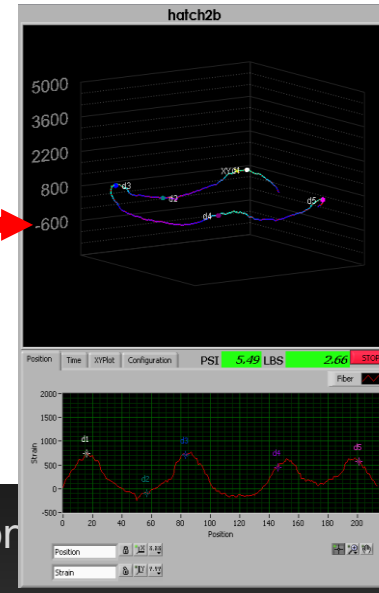 hatch2b
5000
3600
2200
800
-600
d3
d2
d4
d5
Position Time XYPlot Configuration PSI 5.49 LBS 2.66 STOP
Fiber
2000
1500
1000
500
0
-500
Strain
d1
d2
d3
d4
d5
0 20 40 60 80 100 120 140 160 180 200
Position
Position
Strain